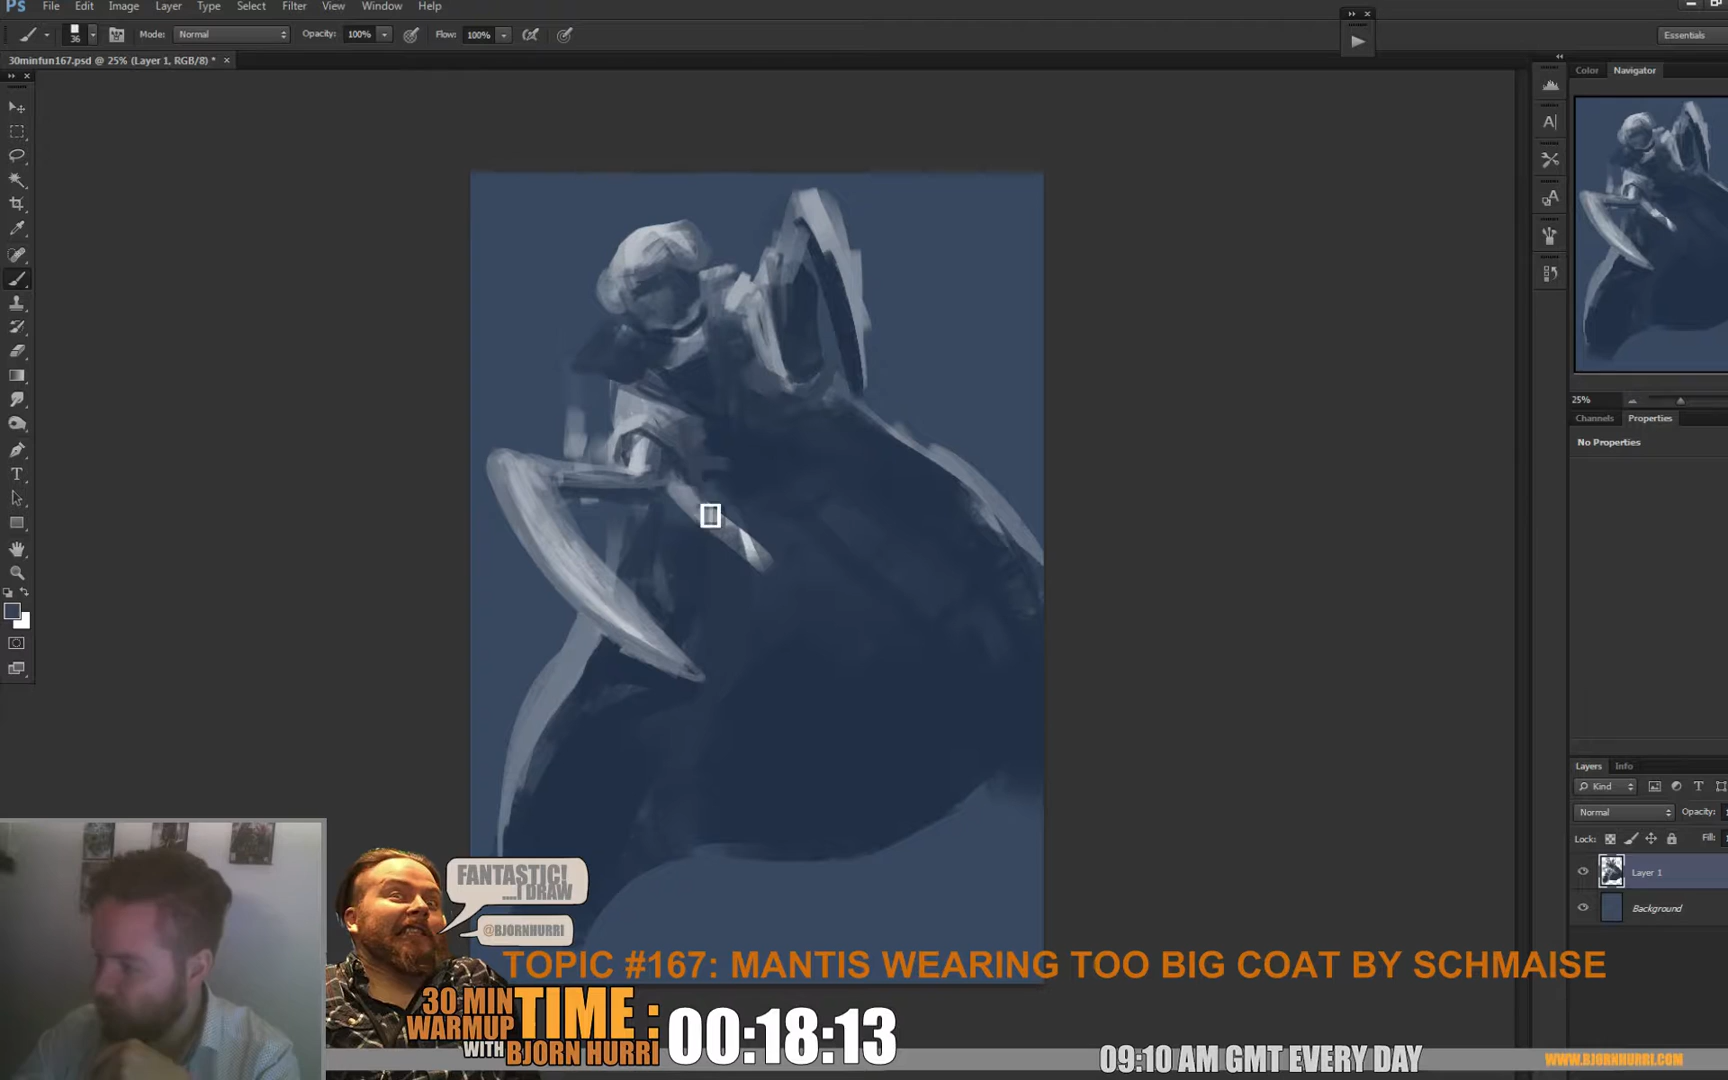 Ps File Edit Image Layer Type Select Filter View Window Help
36 Mode: Normal Opacity: 100% Flow: 100% Essentials
30minfun167.psd @ 25% (Layer 1, RGB/8) *
Color Navigator
25%
Channels Properties
No Properties
Layers Info
Kind
Normal Opacity: 1
Lock: Fill:
Layer 1
Background
FANTASTIC!
....I DRAW
@BJORNHURRI
TOPIC #167: MANTIS WEARING TOO BIG COAT BY SCHMAISE
30 MIN
WARMUP
WITH BJORN HURRI
TIME : 00:18:13
09:10 AM GMT EVERY DAY
WWW.BJORNHURRI.COM